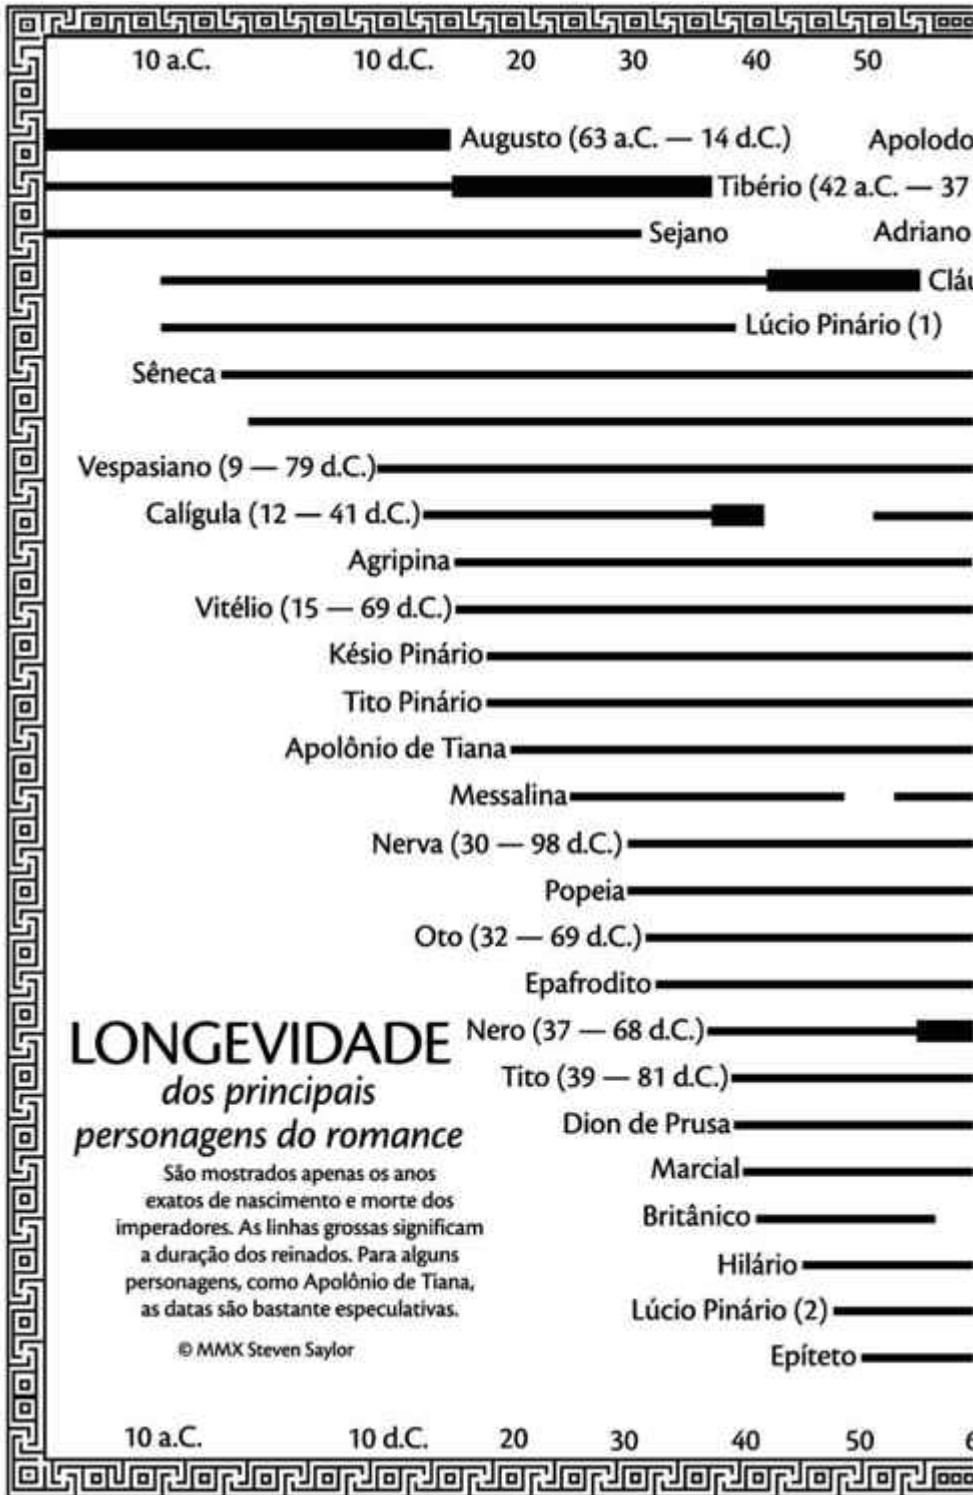 10 a.C. 10 d.C. 20 30 40 50
Augusto (63 a.C. — 14 d.C.) Apolodo
Tibério (42 a.C. — 37
Sejano Adriano
Cláu
Lúcio Pinário (1)
Sêneca
Vespasiano (9 — 79 d.C.)
Calígula (12 — 41 d.C.)
Agripina
Vitélio (15 — 69 d.C.)
Késio Pinário
Tito Pinário
Apolônio de Tiana
Messalina
Nerva (30 — 98 d.C.)
Popeia
Oto (32 — 69 d.C.)
Epafrodito
Nero (37 — 68 d.C.)
Tito (39 — 81 d.C.)
Dion de Prusa
Marcial
Britânico
Hilário
Lúcio Pinário (2)
Epíteto
LONGEVIDADE
dos principais
personagens do romance
São mostrados apenas os anos
exatos de nascimento e morte dos
imperadores. As linhas grossas significam
a duração dos reinados. Para alguns
personagens, como Apolônio de Tiana,
as datas são bastante especulativas.
© MMX Steven Saylor
10 a.C. 10 d.C. 20 30 40 50